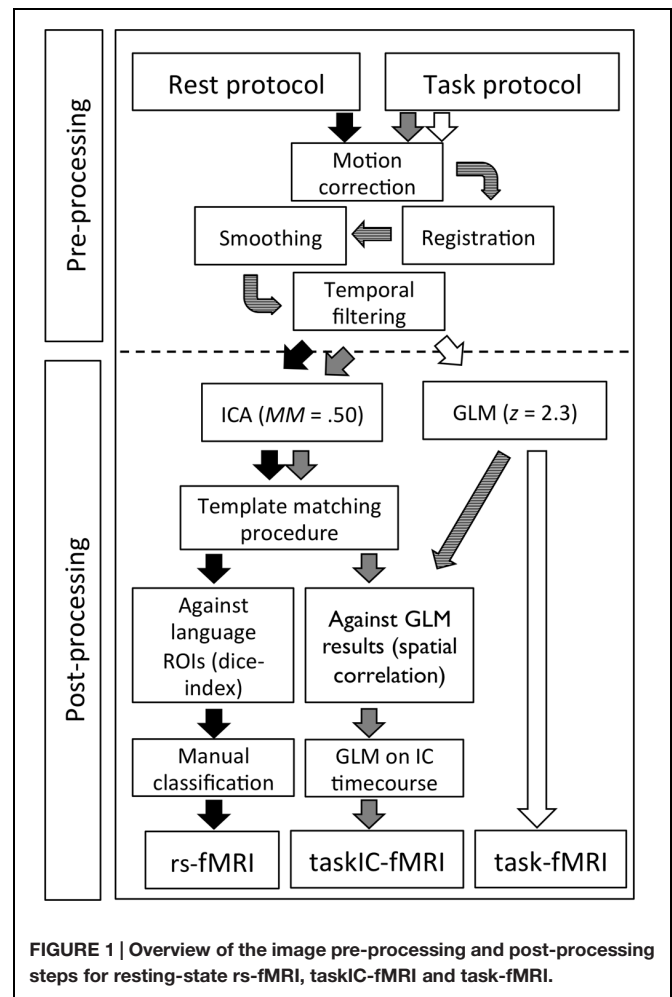 Pre-processing
Rest protocol
Task protocol
Motion
correction
Smoothing
Registration
Temporal
filtering
Post-processing
ICA (MM = .50)
GLM (z = 2.3)
Template matching
procedure
Against
language
ROIs (dice-
index)
Against GLM
results (spatial
correlation)
Manual
classification
GLM on IC
timecourse
rs-fMRI
taskIC-fMRI
task-fMRI
FIGURE 1 | Overview of the image pre-processing and post-processing
steps for resting-state rs-fMRI, taskIC-fMRI and task-fMRI.